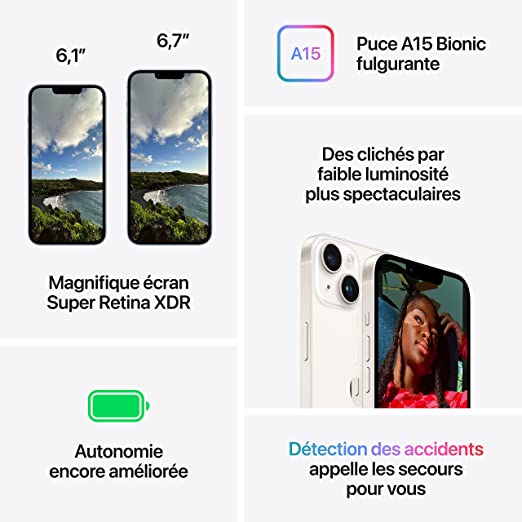 6,1″
6,7″
Magnifique écran
Super Retina XDR
A15
Puce A15 Bionic
fulgurante
Des clichés par
faible luminosité
plus spectaculaires
Autonomie
encore améliorée
Détection des accidents
appelle les secours
pour vous